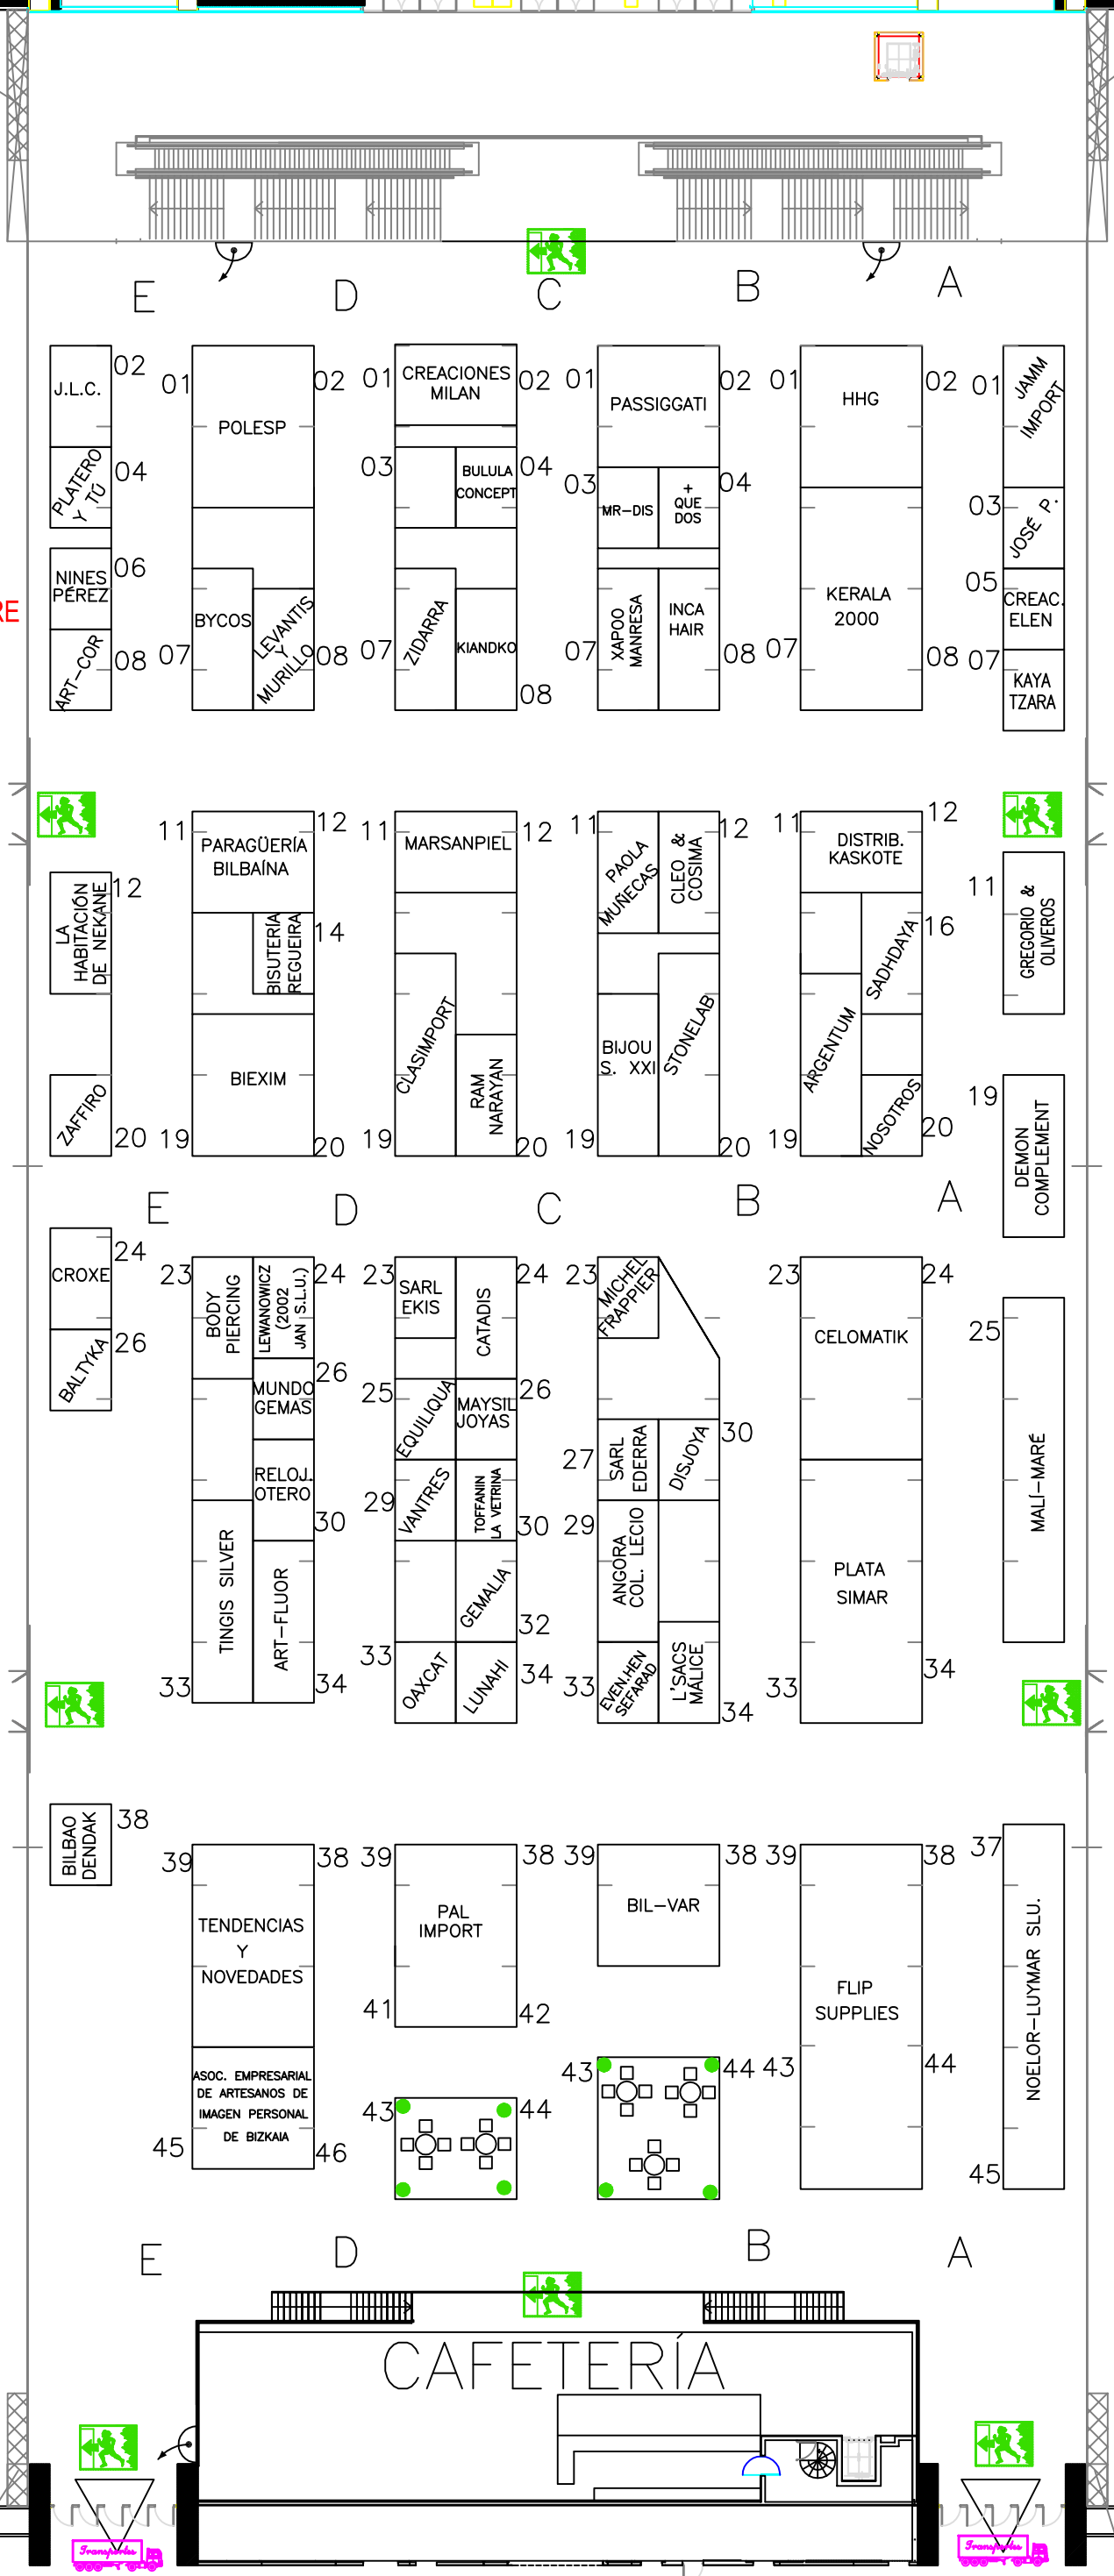 E
D
C
B
A
J.L.C.
02
01
POLESP
02
01
CREACIONES
MILAN
02
01
PASSIGGATI
02
01
HHG
02
01
JAMM
IMPORT
PLATERO
Y TÚ
04
03
BULULA
CONCEPT
04
03
MR-DIS
+
QUE
DOS
04
03
JOSÉ P.
NINES
PÉREZ
06
RE
05
CREAC.
ELEN
ART-COR
08
07
BYCOS
LEVANTIS
Y
MURILLO
08
07
ZIDARRA
KIANDKO
08
07
XAPOO
MANRESA
INCA
HAIR
08
07
KERALA
2000
08
07
KAYA
TZARA
11
PARAGÜERÍA
BILBAÍNA
12
11
MARSANPIEL
12
11
PAOLA
MUÑECAS
CLEO &
COSIMA
12
11
DISTRIB.
KASKOTE
12
LA
HABITACIÓN
DE NEKANE
12
BISUTERÍA
REGUEIRA
14
SADHDAYA
16
11
GREGORIO &
OLIVEROS
ZAFFIRO
20
19
BIEXIM
20
19
CLASIMPORT
RAM
NARAYAN
20
19
BIJOU
S. XXI
STONELAB
20
19
ARGENTUM
NOSOTROS
20
19
DEMON
COMPLEMENT
E
D
C
B
A
CROXE
24
23
BODY
PIERCING
LEWANOWICZ
(2002
JAN S.L.U.)
24
23
SARL
EKIS
CATADIS
24
23
MICHEL
FRAPPIER
23
CELOMATIK
24
BALTYKA
26
MUNDO
GEMAS
26
25
EQUILIQUA
MAYSIL
JOYAS
26
25
MALÍ-MARÉ
RELOJ.
OTERO
30
29
VANTRES
TOFFANIN
LA VETRINA
30
27
SARL
EDERRA
DISJOYA
30
29
ANGORA
COL. LECIO
PLATA
SIMAR
TINGIS SILVER
33
ART-FLUOR
34
GEMALIA
32
33
OAXCAT
LUNAHI
34
33
EVEN.HEN
SEFARAD
L'SACS
MÁLICE
34
33
34
BILBAO
DENDAK
38
39
TENDENCIAS
Y
NOVEDADES
38
39
PAL
IMPORT
38
39
BIL-VAR
38
39
FLIP
SUPPLIES
38
37
NOELOR-LUYMAR SLU.
41
42
ASOC. EMPRESARIAL
DE ARTESANOS DE
IMAGEN PERSONAL
DE BIZKAIA
45
46
43
44
43
44
43
44
45
E
D
B
A
CAFETERÍA
Transportes
Transportes